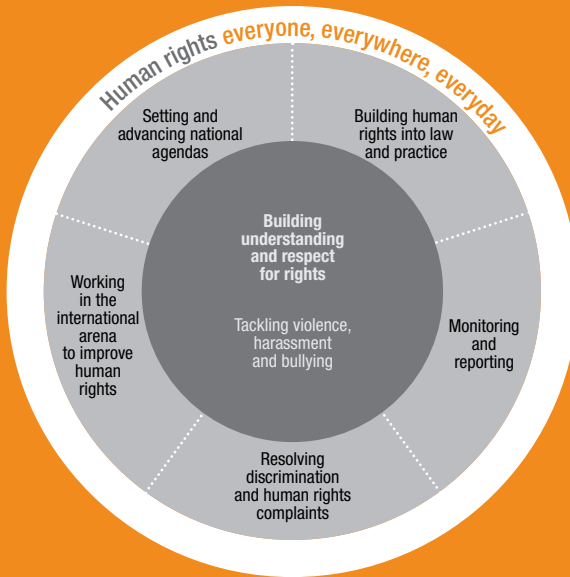 Human rights everyone, everywhere, everyday
Setting and
advancing national
agendas
Building human
rights into law
and practice
Building
understanding
and respect
for rights
Tackling violence,
harassment
and bullying
Working
in the
international
arena
to improve
human
rights
Monitoring
and
reporting
Resolving
discrimination
and human rights
complaints